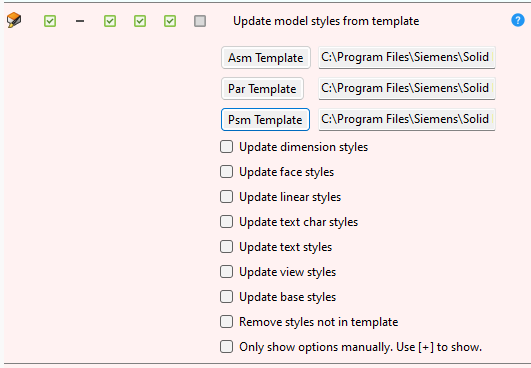 Update model styles from template ?
Asm Template C:\Program Files\Siemens\Solid
Par Template C:\Program Files\Siemens\Solid
Psm Template C:\Program Files\Siemens\Solid
Update dimension styles
Update face styles
Update linear styles
Update text char styles
Update text styles
Update view styles
Update base styles
Remove styles not in template
Only show options manually. Use [+] to show.